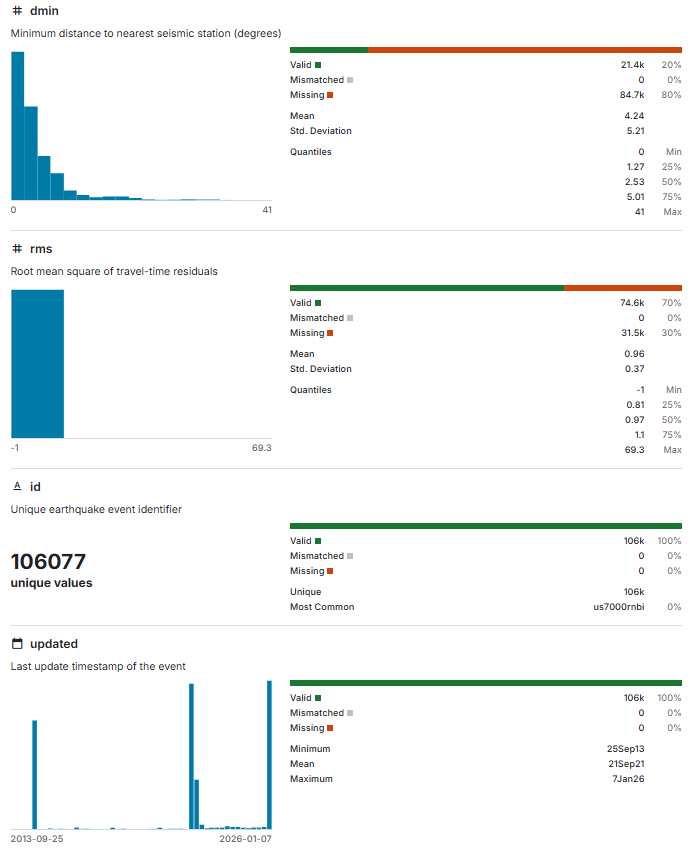 # dmin
Minimum distance to nearest seismic station (degrees)
0 41
Valid 21.4k 20%
Mismatched 0 0%
Missing 84.7k 80%
Mean 4.24
Std. Deviation 5.21
Quantiles 0 Min
1.27 25%
2.53 50%
5.01 75%
41 Max
# rms
Root mean square of travel-time residuals
-1 69.3
Valid 74.6k 70%
Mismatched 0 0%
Missing 31.5k 30%
Mean 0.96
Std. Deviation 0.37
Quantiles -1 Min
0.81 25%
0.97 50%
1.1 75%
69.3 Max
A id
Unique earthquake event identifier
106077
unique values
Valid 106k 100%
Mismatched 0 0%
Missing 0 0%
Unique 106k
Most Common us7000rnbi 0%
updated
Last update timestamp of the event
2013-09-25 2026-01-07
Valid 106k 100%
Mismatched 0 0%
Missing 0 0%
Minimum 25Sep13
Mean 21Sep21
Maximum 7Jan26